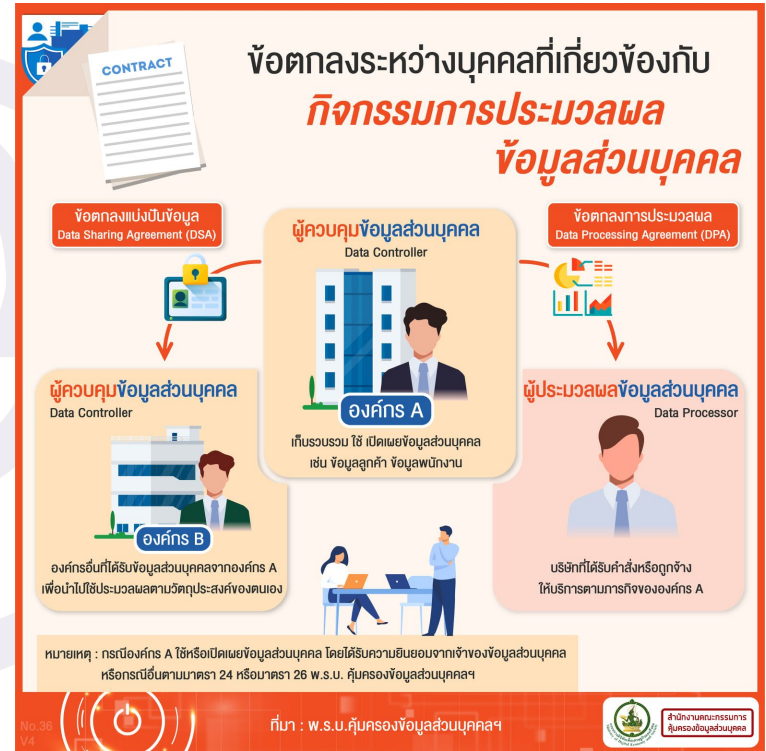 CONTRACT
ข้อตกลงระหว่างบุคคลที่เกี่ยวข้องกับ
กิจกรรมการประมวลผล
ข้อมูลส่วนบุคคล
ข้อตกลงแบ่งปันข้อมูล
Data Sharing Agreement (DSA)
ผู้ควบคุมข้อมูลส่วนบุคคล
Data Controller
ข้อตกลงการประมวลผล
Data Processing Agreement (DPA)
องค์กร A
เก็บรวบรวม ใช้ เปิดเผยข้อมูลส่วนบุคคล
เช่น ข้อมูลลูกค้า ข้อมูลพนักงาน
ผู้ควบคุมข้อมูลส่วนบุคคล
Data Controller
องค์กร B
องค์กรอื่นที่ได้รับข้อมูลส่วนบุคคลจากองค์กร A
เพื่อนำไปใช้ประมวลผลตามวัตถุประสงค์ของตนเอง
ผู้ประมวลผลข้อมูลส่วนบุคคล
Data Processor
บริษัทที่ได้รับคำสั่งหรือถูกจ้าง
ให้บริการตามภารกิจขององค์กร A
หมายเหตุ : กรณีองค์กร A ใช้หรือเปิดเผยข้อมูลส่วนบุคคล โดยได้รับความยินยอมจากเจ้าของข้อมูลส่วนบุคคล
หรือกรณีอื่นตามมาตรา 24 หรือมาตรา 26 พ.ร.บ. คุ้มครองข้อมูลส่วนบุคคลฯ
No.36
V4
ที่มา : พ.ร.บ.คุ้มครองข้อมูลส่วนบุคคลฯ
สำนักงานคณะกรรมการ
คุ้มครองข้อมูลส่วนบุคคล